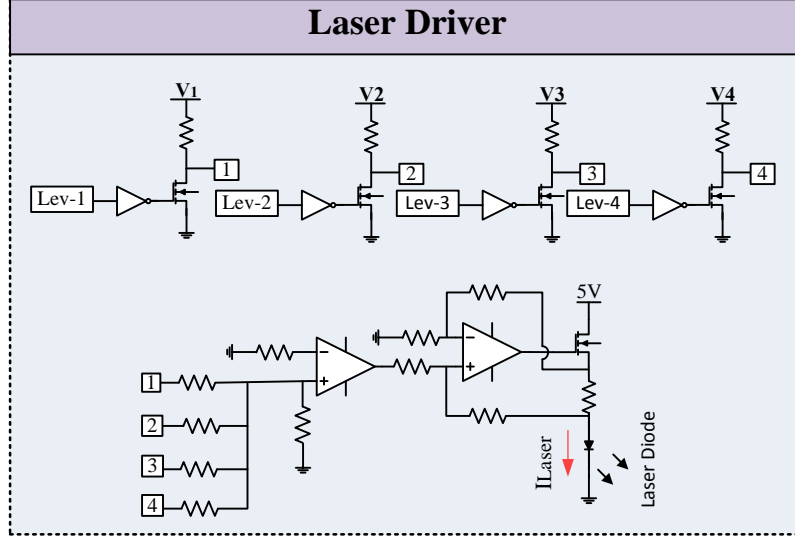 Laser Driver
V1 V2 V3 V4
1 2 3 4
Lev-1 Lev-2 Lev-3 Lev-4
5V
1
2
3
4
ILaser
Laser Diode